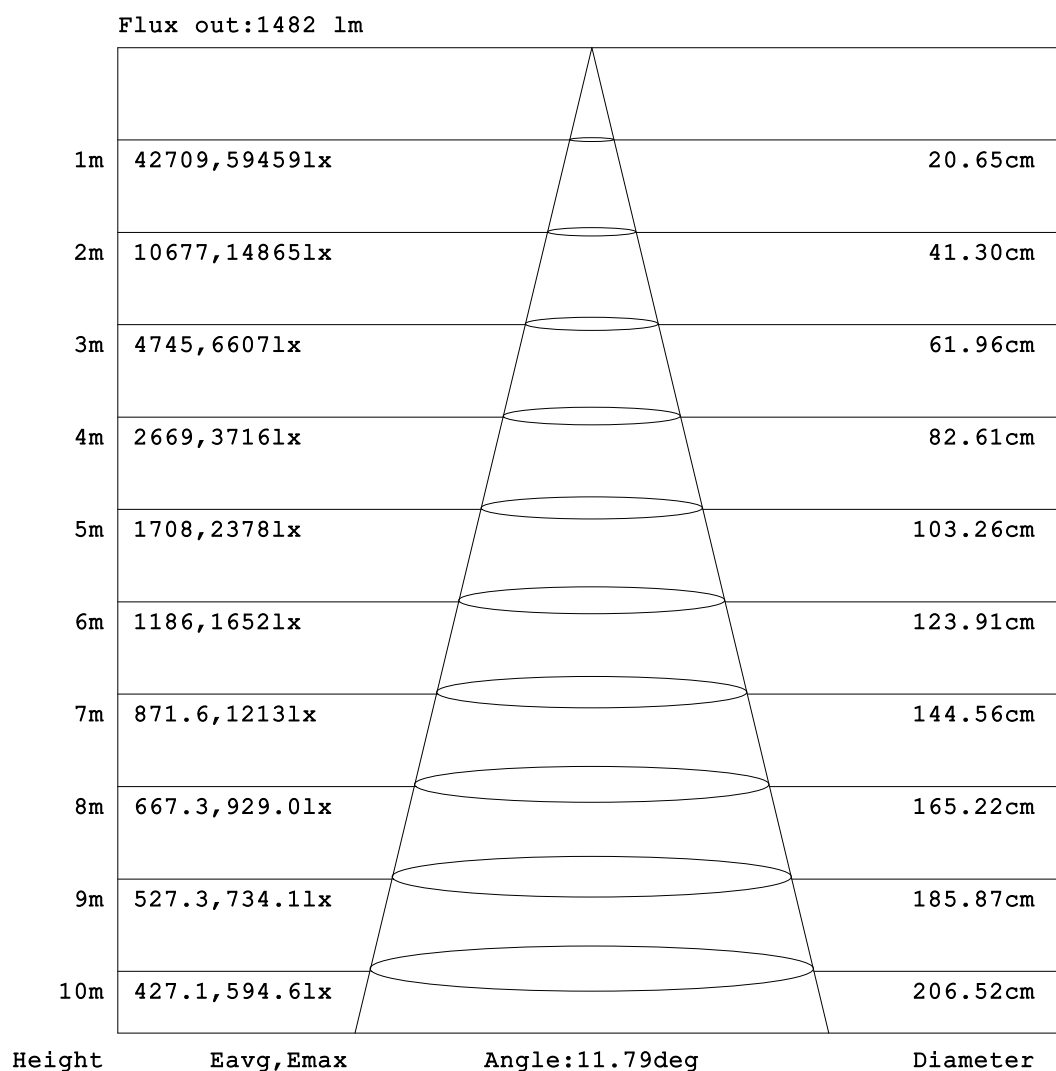 Flux out:1482 lm
1m 42709,59459lx 20.65cm
2m 10677,14865lx 41.30cm
3m 4745,6607lx 61.96cm
4m 2669,3716lx 82.61cm
5m 1708,2378lx 103.26cm
6m 1186,1652lx 123.91cm
7m 871.6,1213lx 144.56cm
8m 667.3,929.0lx 165.22cm
9m 527.3,734.1lx 185.87cm
10m 427.1,594.6lx 206.52cm
Height Eavg,Emax Angle:11.79deg Diameter